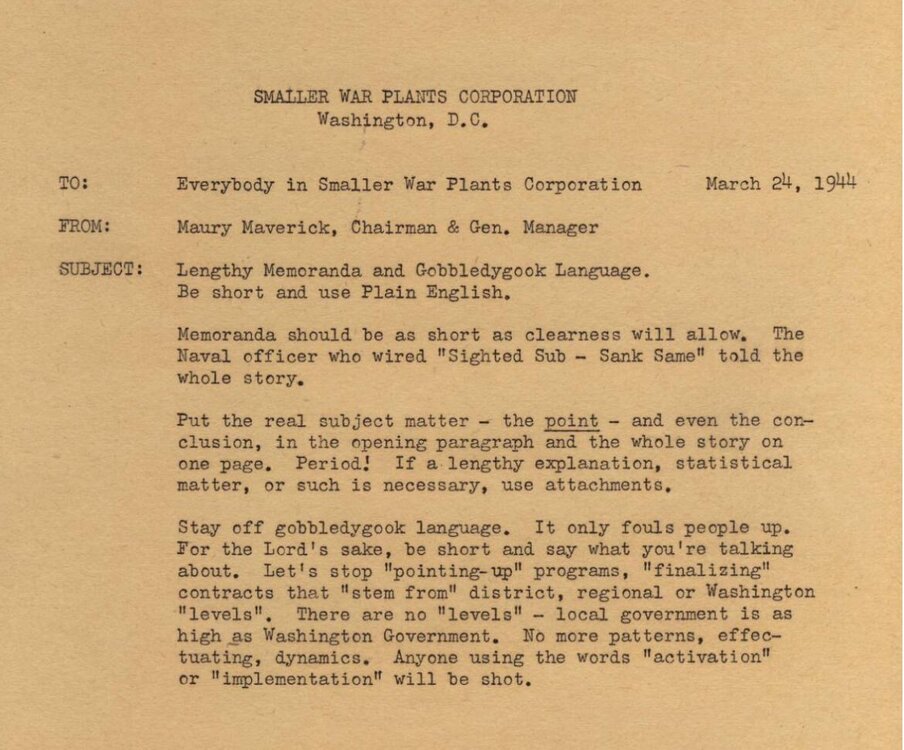 SMALLER WAR PLANTS CORPORATION
Washington, D.C.
TO: Everybody in Smaller War Plants Corporation March 24, 1944
FROM: Maury Maverick, Chairman & Gen. Manager
SUBJECT: Lengthy Memoranda and Gobbledygook Language.
Be short and use Plain English.
Memoranda should be as short as clearness will allow. The
Naval officer who wired "Sighted Sub - Sank Same" told the
whole story.
Put the real subject matter - the point - and even the con-
clusion, in the opening paragraph and the whole story on
one page. Period! If a lengthy explanation, statistical
matter, or such is necessary, use attachments.
Stay off gobbledygook language. It only fouls people up.
For the Lord's sake, be short and say what you're talking
about. Let's stop "pointing-up" programs, "finalizing"
contracts that "stem from" district, regional or Washington
"levels". There are no "levels" - local government is as
high as Washington Government. No more patterns, effec-
tuating, dynamics. Anyone using the words "activation"
or "implementation" will be shot.